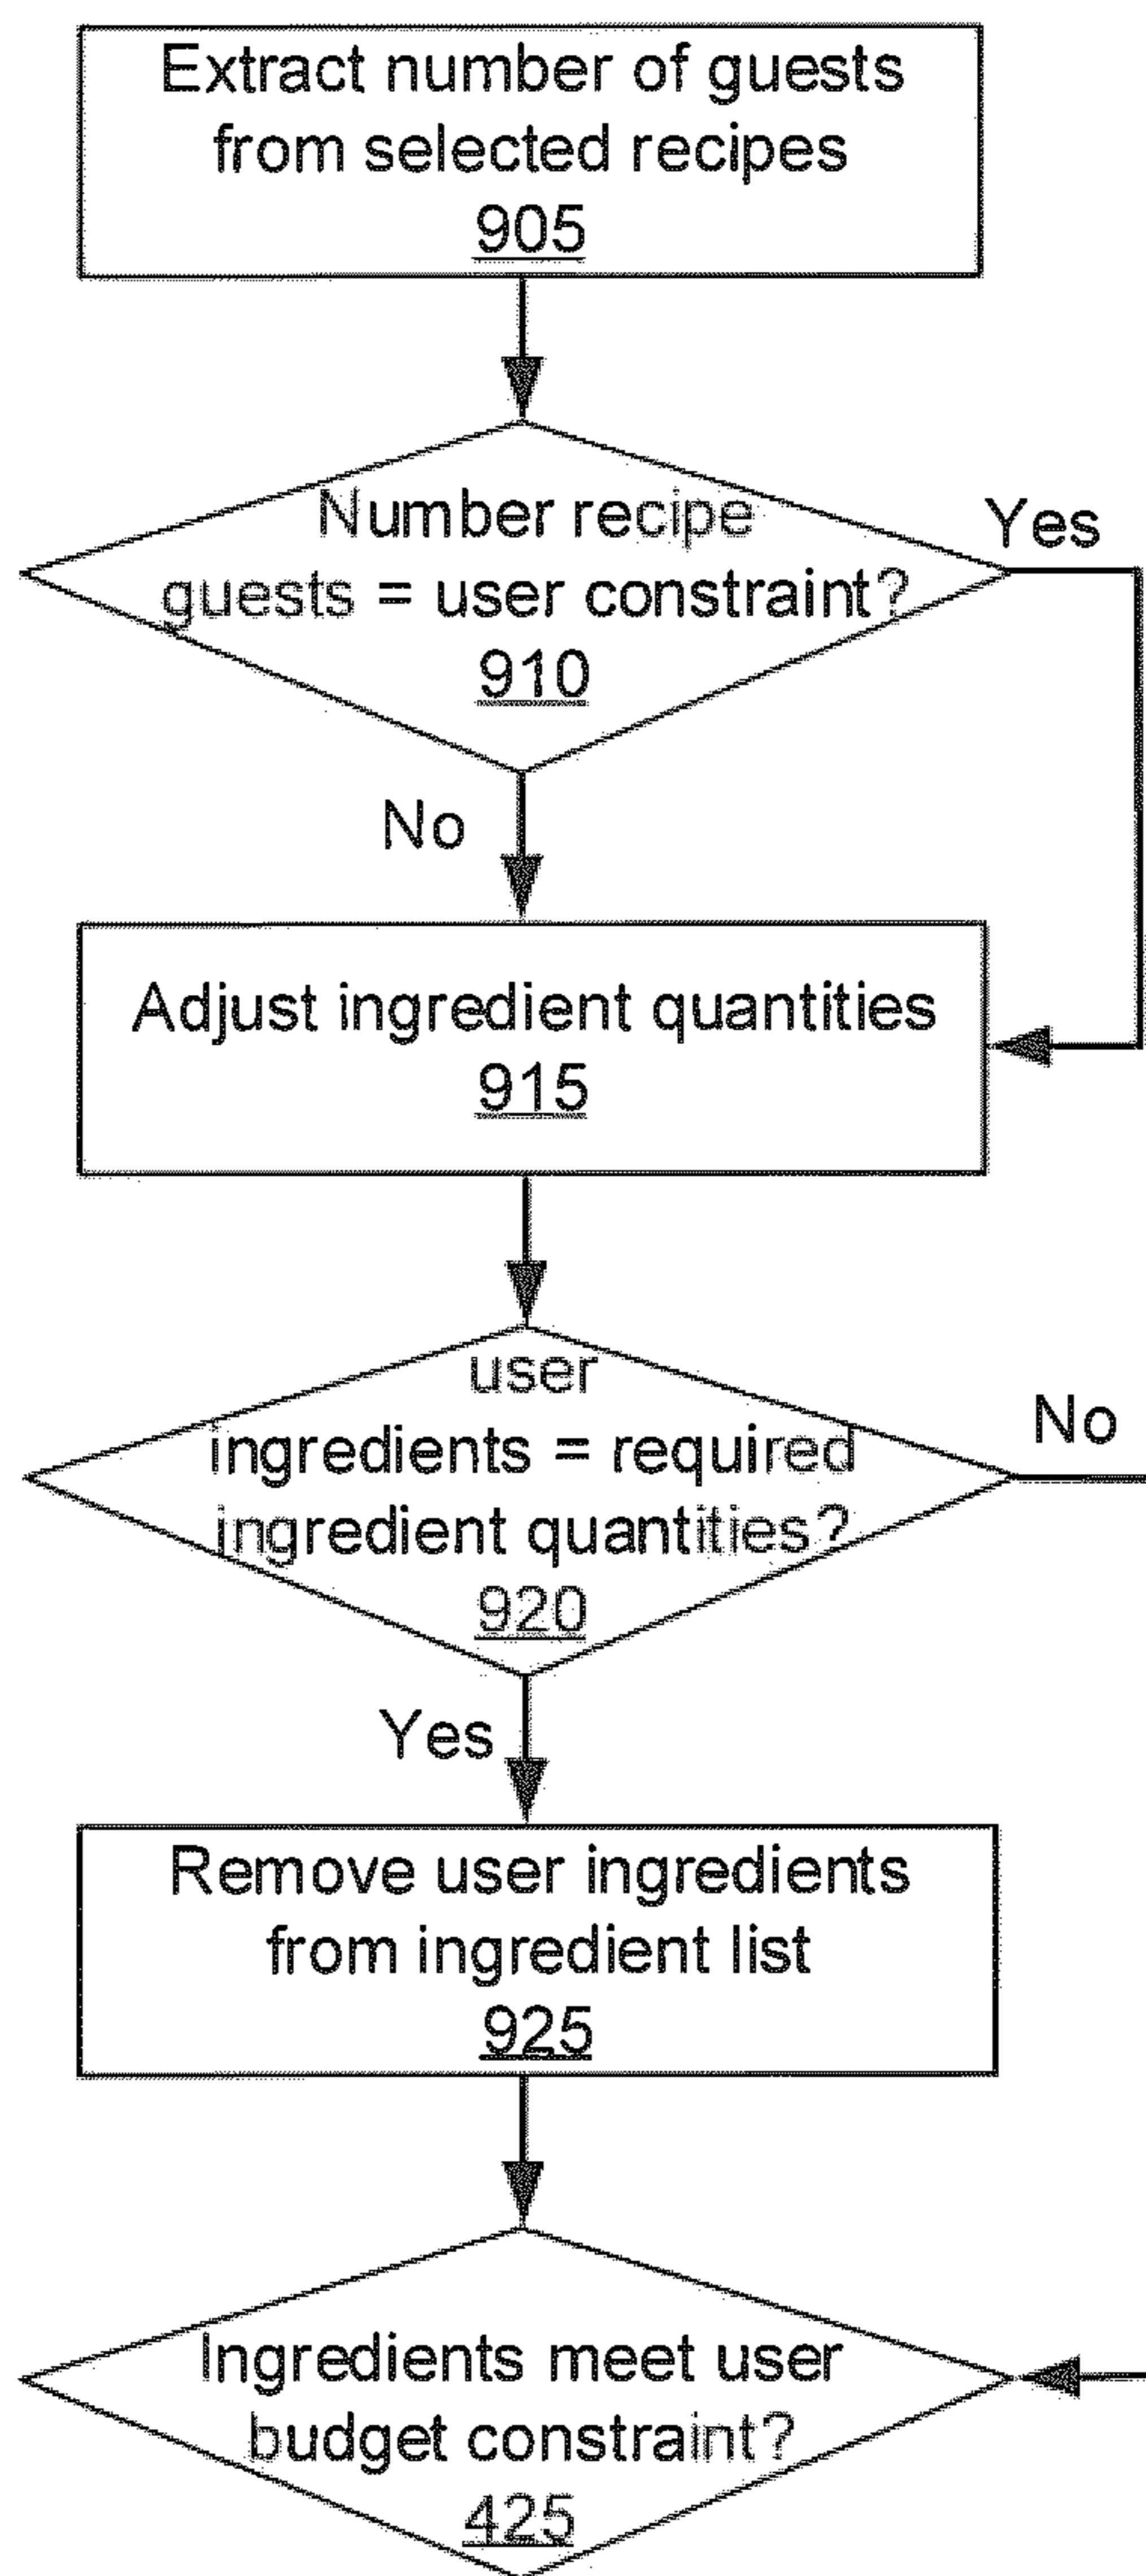 Extract number of guests
from selected recipes
905
Number recipe
guests = user constraint?
910
Yes
No
Adjust ingredient quantities
915
user
ingredients = required
ingredient quantities?
920
No
Yes
Remove user ingredients
from ingredient list
925
Ingredients meet user
budget constraint?
425